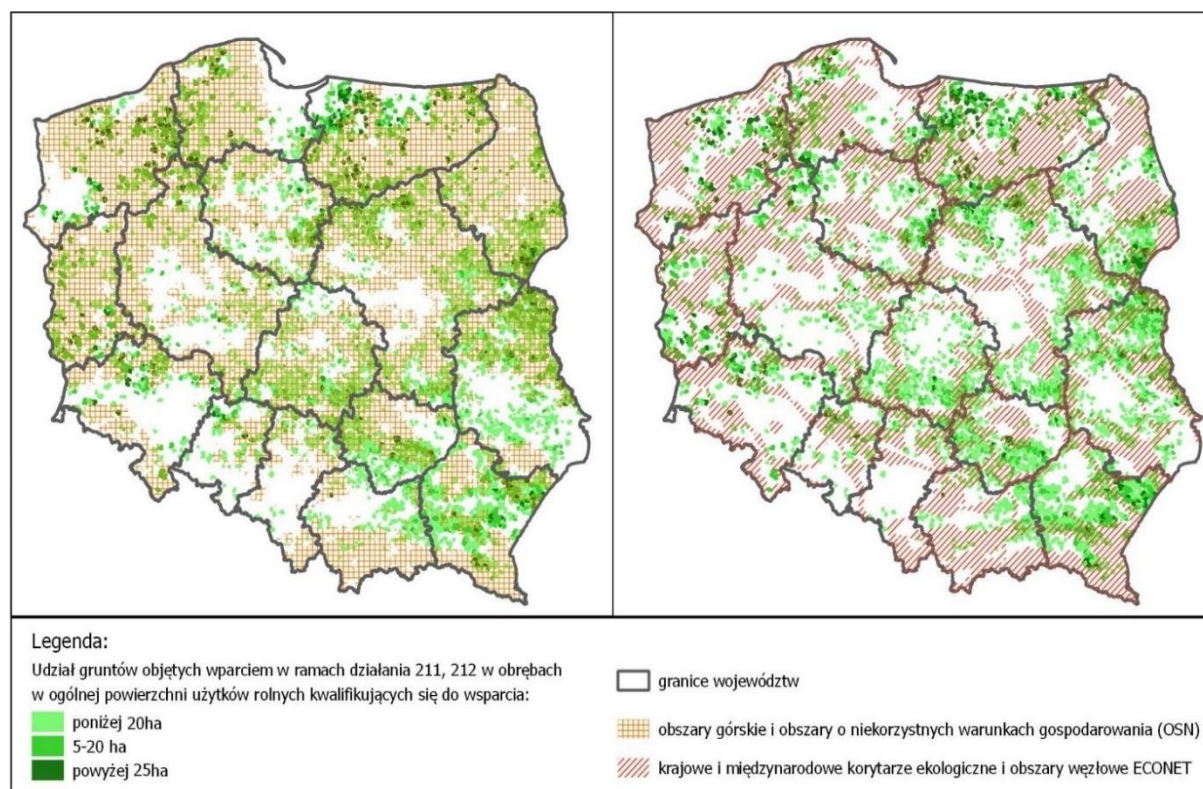 Legenda:
Udział gruntów objętych wparciem w ramach działania 211, 212 w obrębach
w ogólnej powierzchni użytków rolnych kwalifikujących się do wsparcia:
poniżej 20ha
5-20 ha
powyżej 25ha
granice województw
obszary górskie i obszary o niekorzystnych warunkach gospodarowania (OSN)
krajowe i międzynarodowe korytarze ekologiczne i obszary węzłowe ECONET